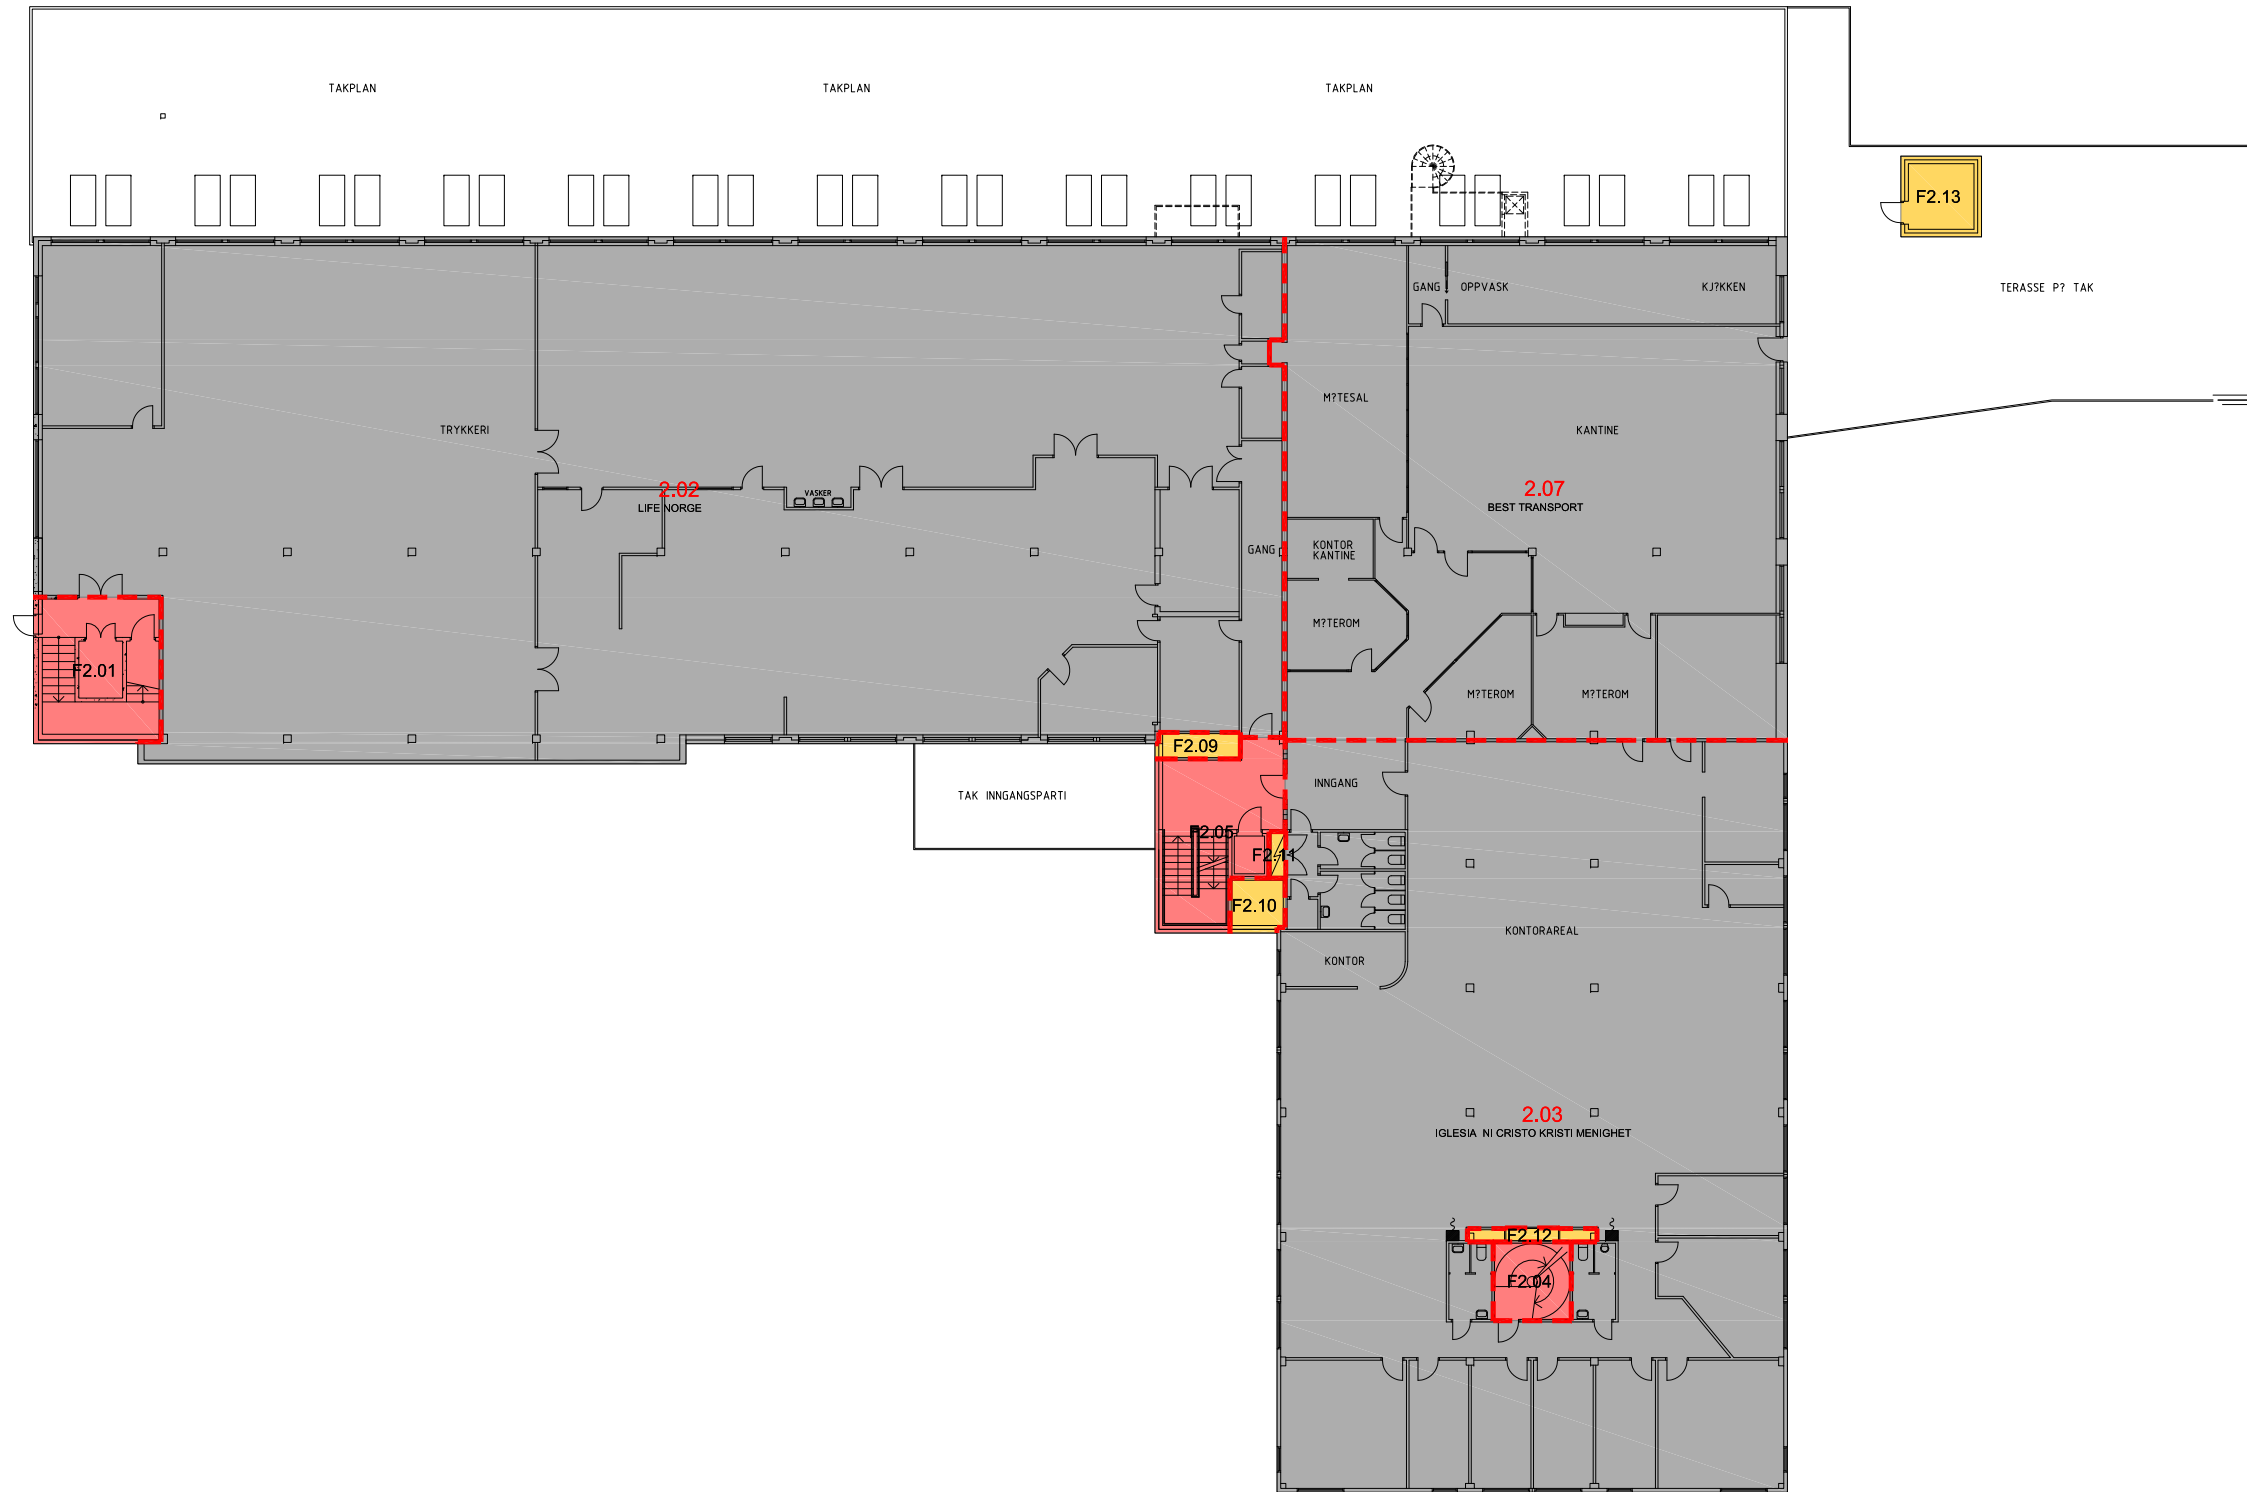 TAKPLAN
TAKPLAN
TAKPLAN
F2.13
GANG
OPPVASK
KJ?KKEN
TERASSE P? TAK
M?TESAL
TRYKKERI
KANTINE
2.02
LIFE NORGE
VASKER
2.07
BEST TRANSPORT
GANG
KONTOR
KANTINE
M?TEROM
F2.01
M?TEROM
M?TEROM
F2.09
INNGANG
TAK INNGANGSPARTI
F2.05
F2.11
F2.10
KONTORAREAL
KONTOR
2.03
IGLESIA NI CRISTO KRISTI MENIGHET
F2.12
F2.04